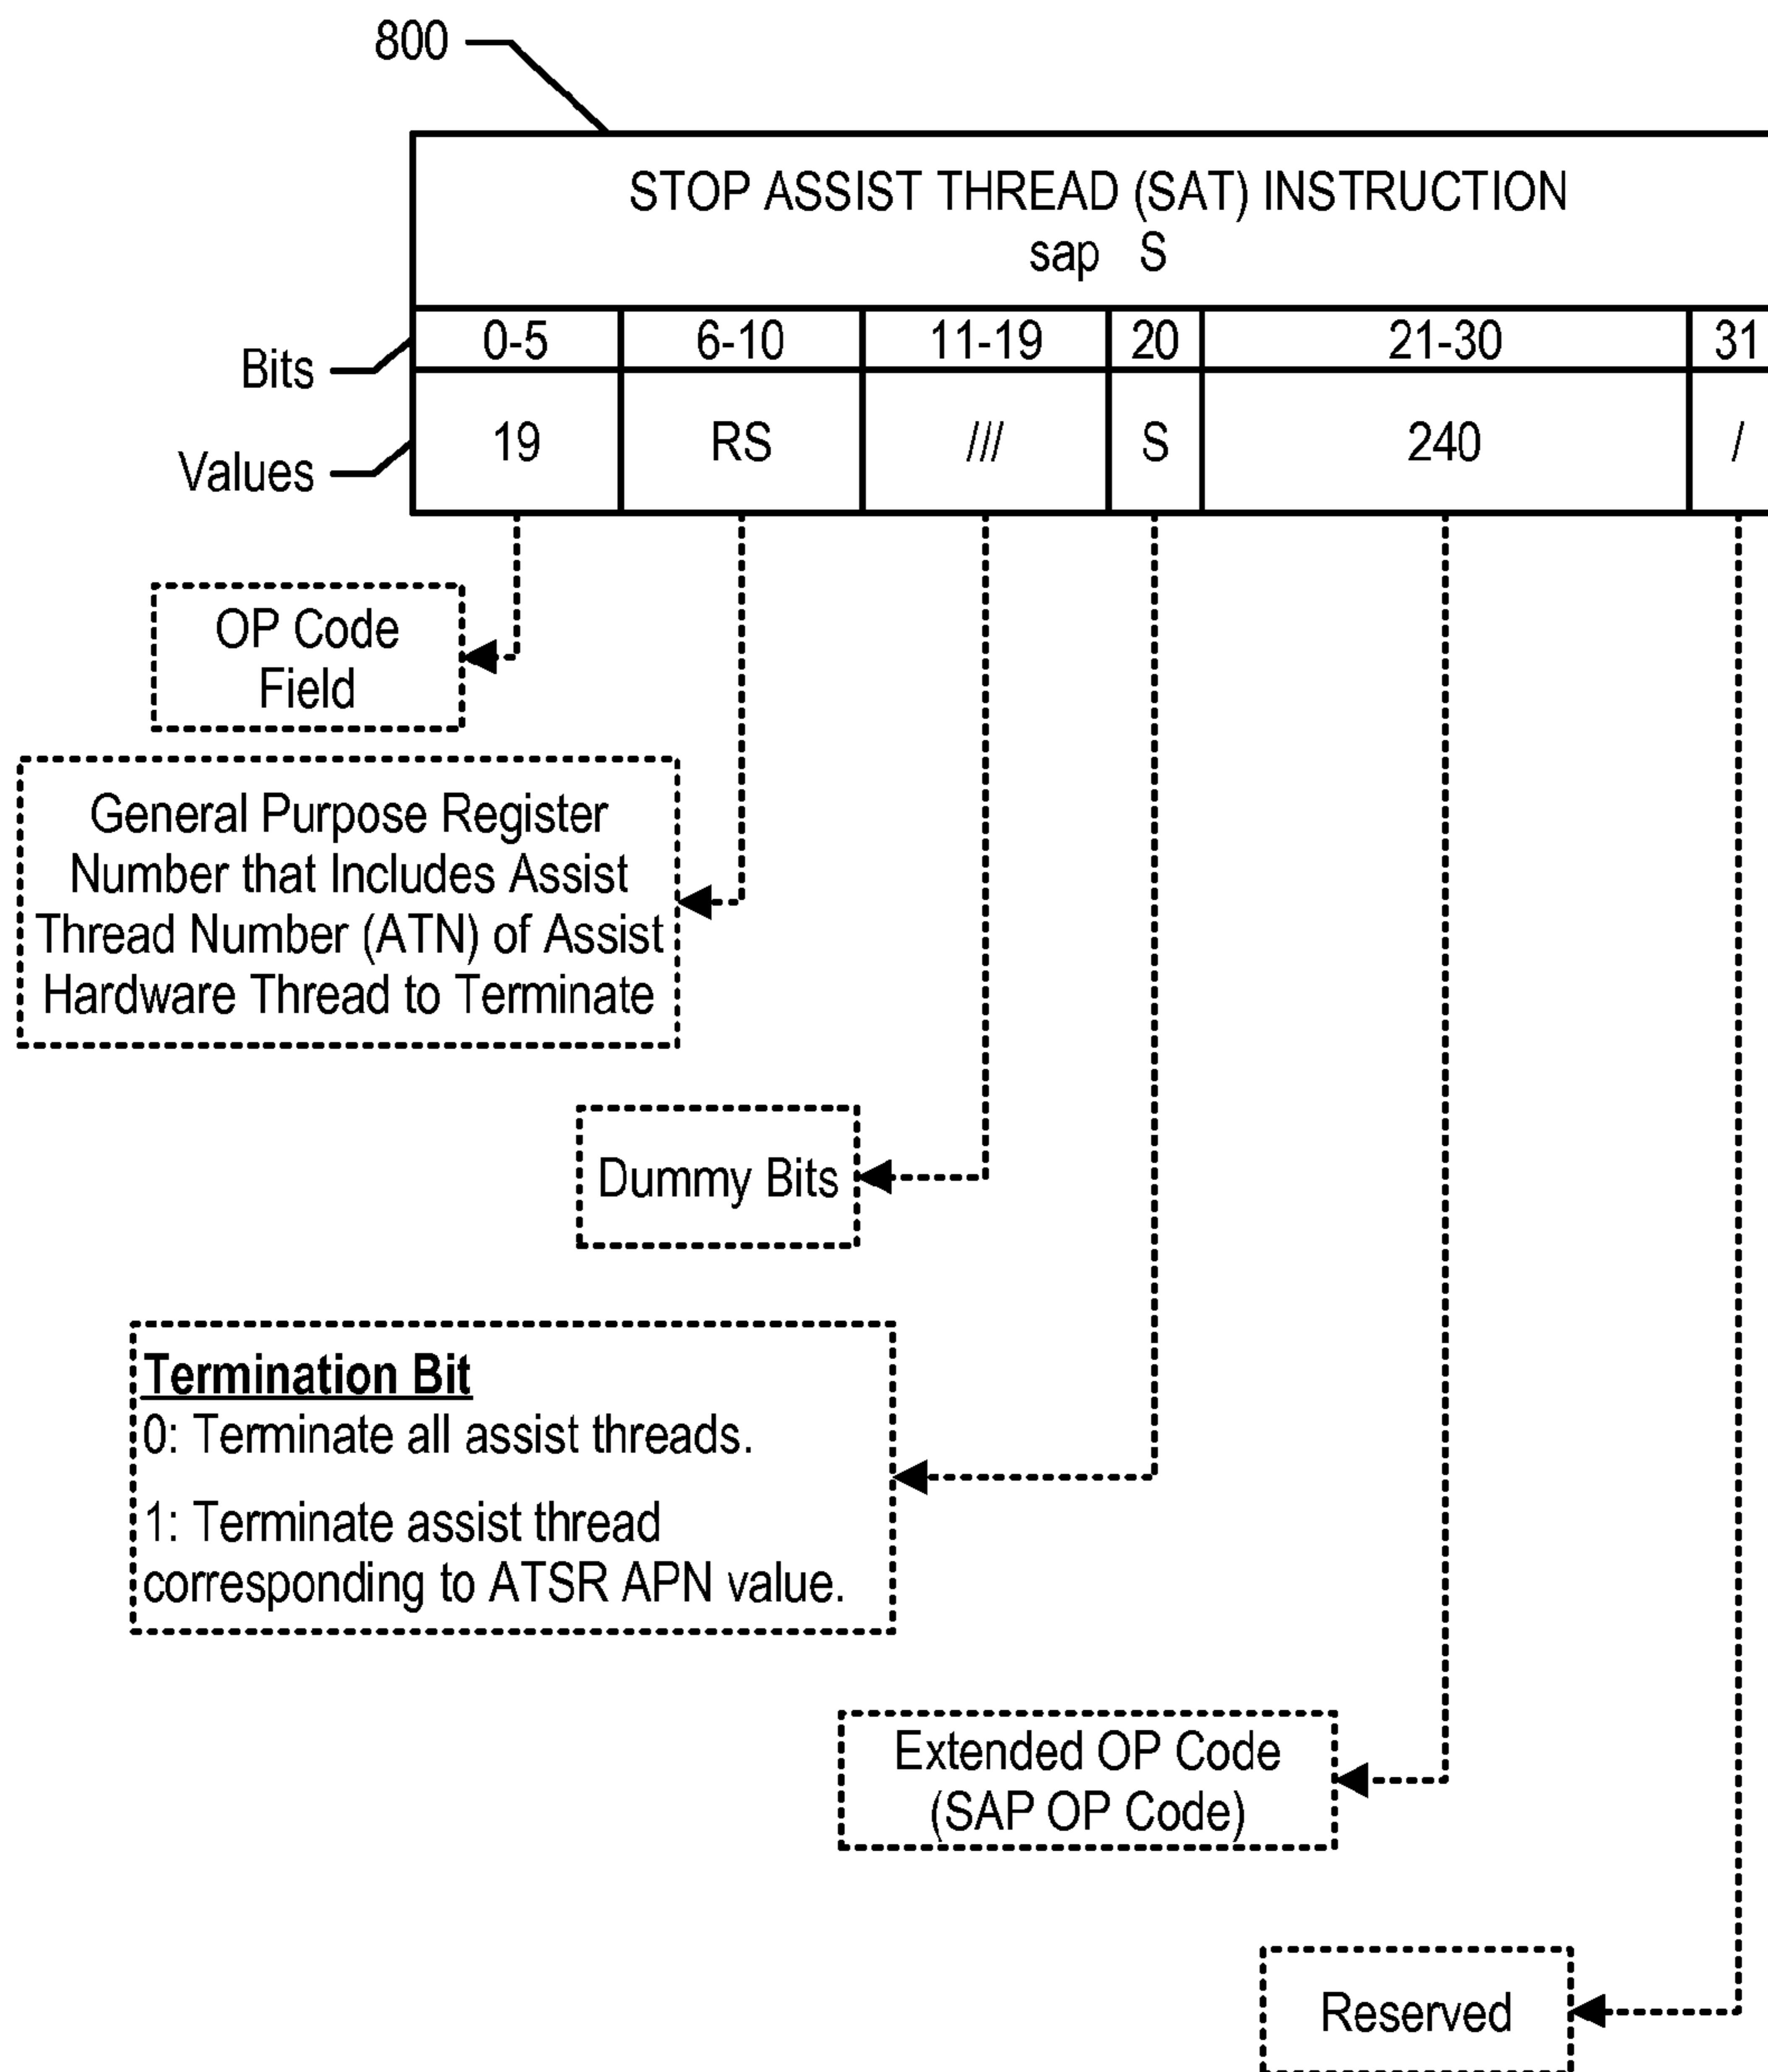 800
STOP ASSIST THREAD (SAT) INSTRUCTION
sap S
Bits
0-5 6-10 11-19 20 21-30 31
Values
19 RS /// S 240 /
OP Code
Field
General Purpose Register
Number that Includes Assist
Thread Number (ATN) of Assist
Hardware Thread to Terminate
Dummy Bits
Termination Bit
0: Terminate all assist threads.
1: Terminate assist thread
corresponding to ATSR APN value.
Extended OP Code
(SAP OP Code)
Reserved